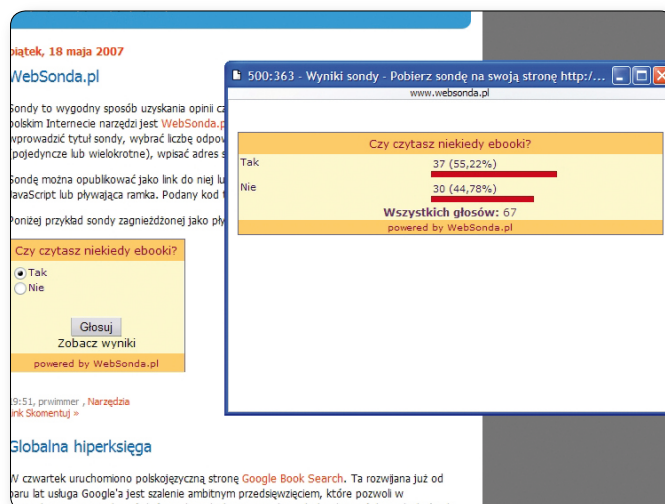 piątek, 18 maja 2007
WebSonda.pl
Sondy to wygodny sposób uzyskania opinii
polskim Internecie narzędzi jest WebSonda.p
wprowadzić tytuł sondy, wybrać liczbę odpow
(pojedyncze lub wielokrotne), wpisać adres s
Sondę można opublikować jako link do niej lu
JavaScript lub pływająca ramka. Podany kod
Poniżej przykład sondy zagnieżdżonej jako pły
Czy czytasz niekiedy ebooki?
Tak
Nie
Głosuj
Zobacz wyniki
powered by WebSonda.pl
19:51, prwimmer , Narzędzia
Link Skomentuj »
Globalna hiperksięga
W czwartek uruchomiono polskojęzyczną stronę Google Book Search. Ta rozwijana już od
paru lat usługa Google'a jest szalenie ambitnym przedsięwzięciem, które pozwoli w
500:363 - Wyniki sondy - Pobierz sondę na swoją stronę http:/...
www.websonda.pl
Czy czytasz niekiedy ebooki?
Tak 37 (55,22%)
Nie 30 (44,78%)
Wszystkich głosów: 67
powered by WebSonda.pl